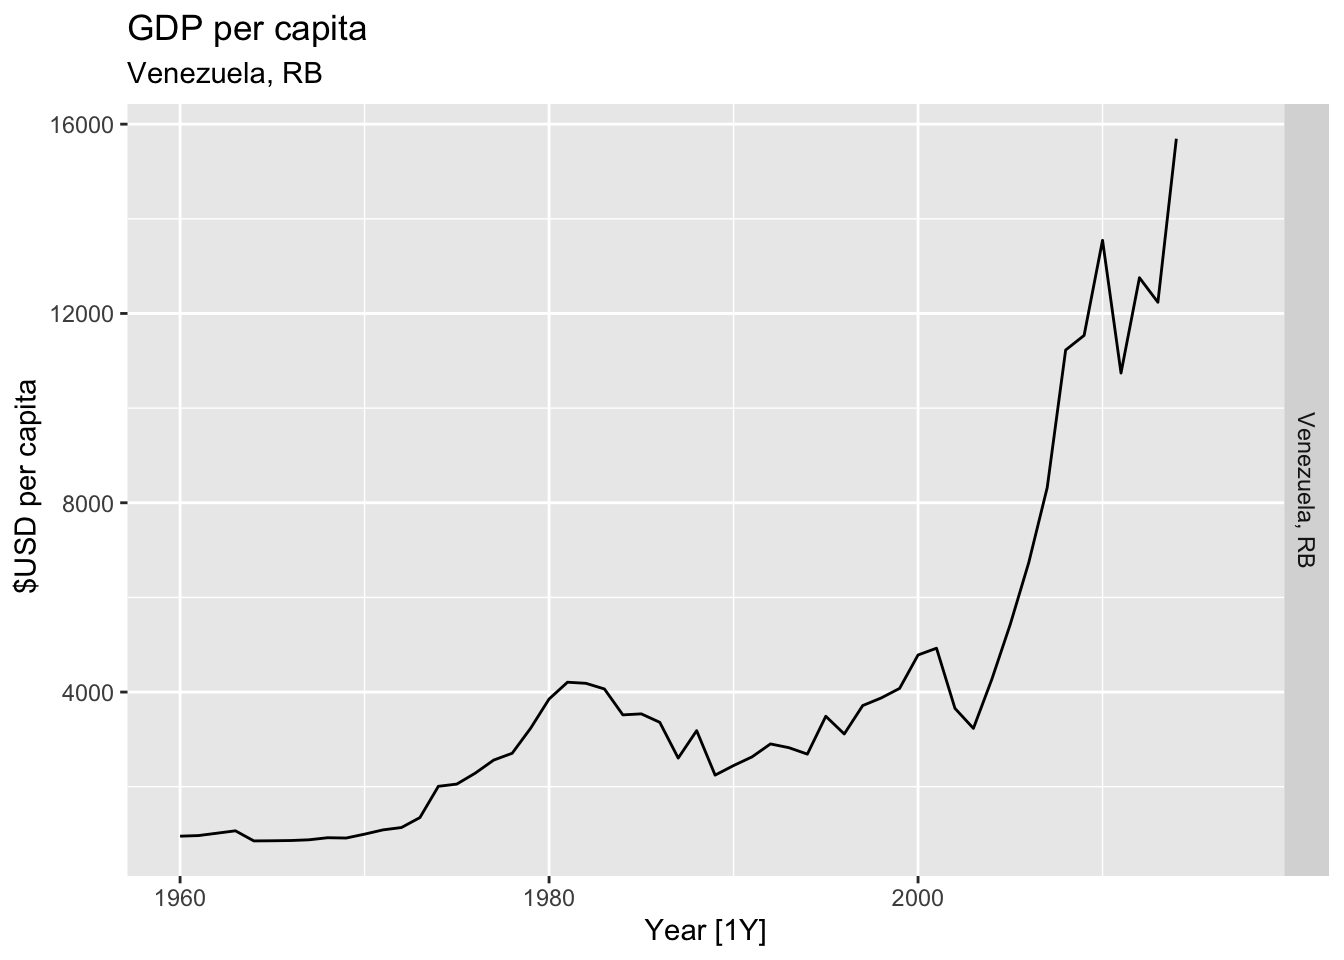 GDP per capita
Venezuela, RB
16000
12000
8000
4000
$USD per capita
Venezuela, RB
1960
1980
2000
Year [1Y]